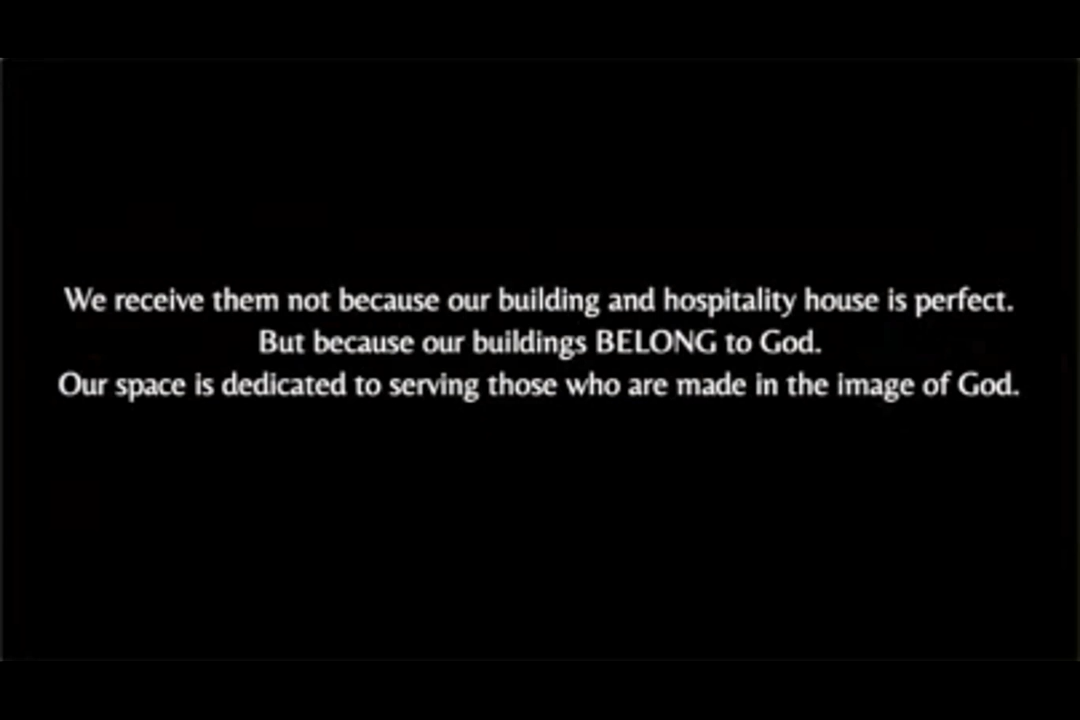 We receive them not because our building and hospitality house is perfect.
But because our buildings BELONG to God.
Our space is dedicated to serving those who are made in the image of God.